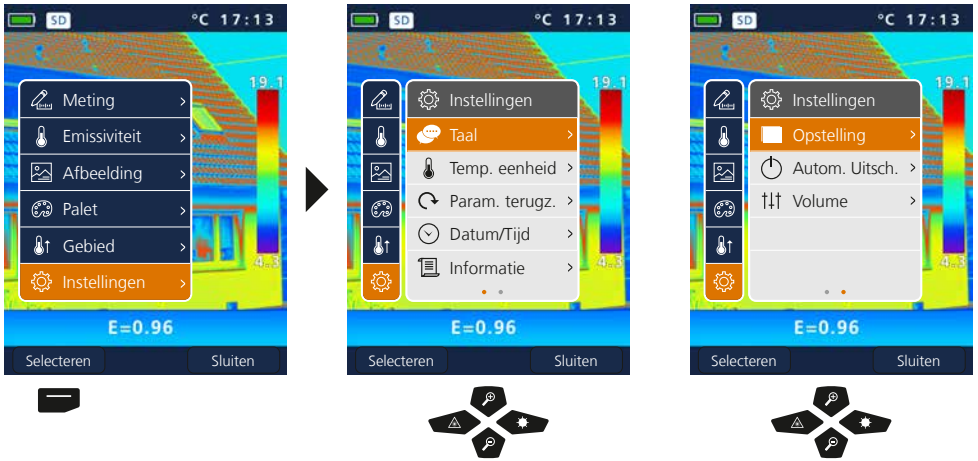 SD °C 17:13
19.1
Meting
Emissiviteit
Afbeelding
Palet
Gebied
Instellingen
4.3
E=0.96
Selecteren Sluiten
SD °C 17:13
19.1
Instellingen
Taal
Temp. eenheid
Param. terugz.
Datum/Tijd
Informatie
4.3
E=0.96
Selecteren Sluiten
SD °C 17:13
19.1
Instellingen
Opstelling
Autom. Uitsch.
Volume
4.3
E=0.96
Selecteren Sluiten